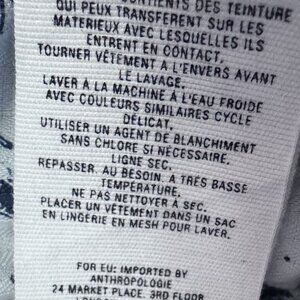 CONTIENTS DES TEINTURE
QUI PEUX TRANSFERENT SUR LES
MATERIEUX AVEC LESQUELLES ILS
ENTRENT EN CONTACT.
TOURNER VÊTEMENT A L'ENVERS AVANT
LE LAVAGE.
LAVER À LA MACHINE À L'EAU FROIDE
AVEC COULEURS SIMILAIRES CYCLE
DÉLICAT.
UTILISER UN AGENT DE BLANCHIMENT
SANS CHLORE SI NÉCESSAIRE.
LIGNE SEC.
REPASSER. AU BESOIN. A TRÈS BASSE
TEMPÉRATURE.
NE PAS NETTOYER À SEC.
PLACER UN VÊTEMENT DANS UN SAC
EN LINGERIE EN MESH POUR LAVER.
FOR EU: IMPORTED BY
ANTHROPOLOGIE
24 MARKET PLACE, 3RD FLOOR